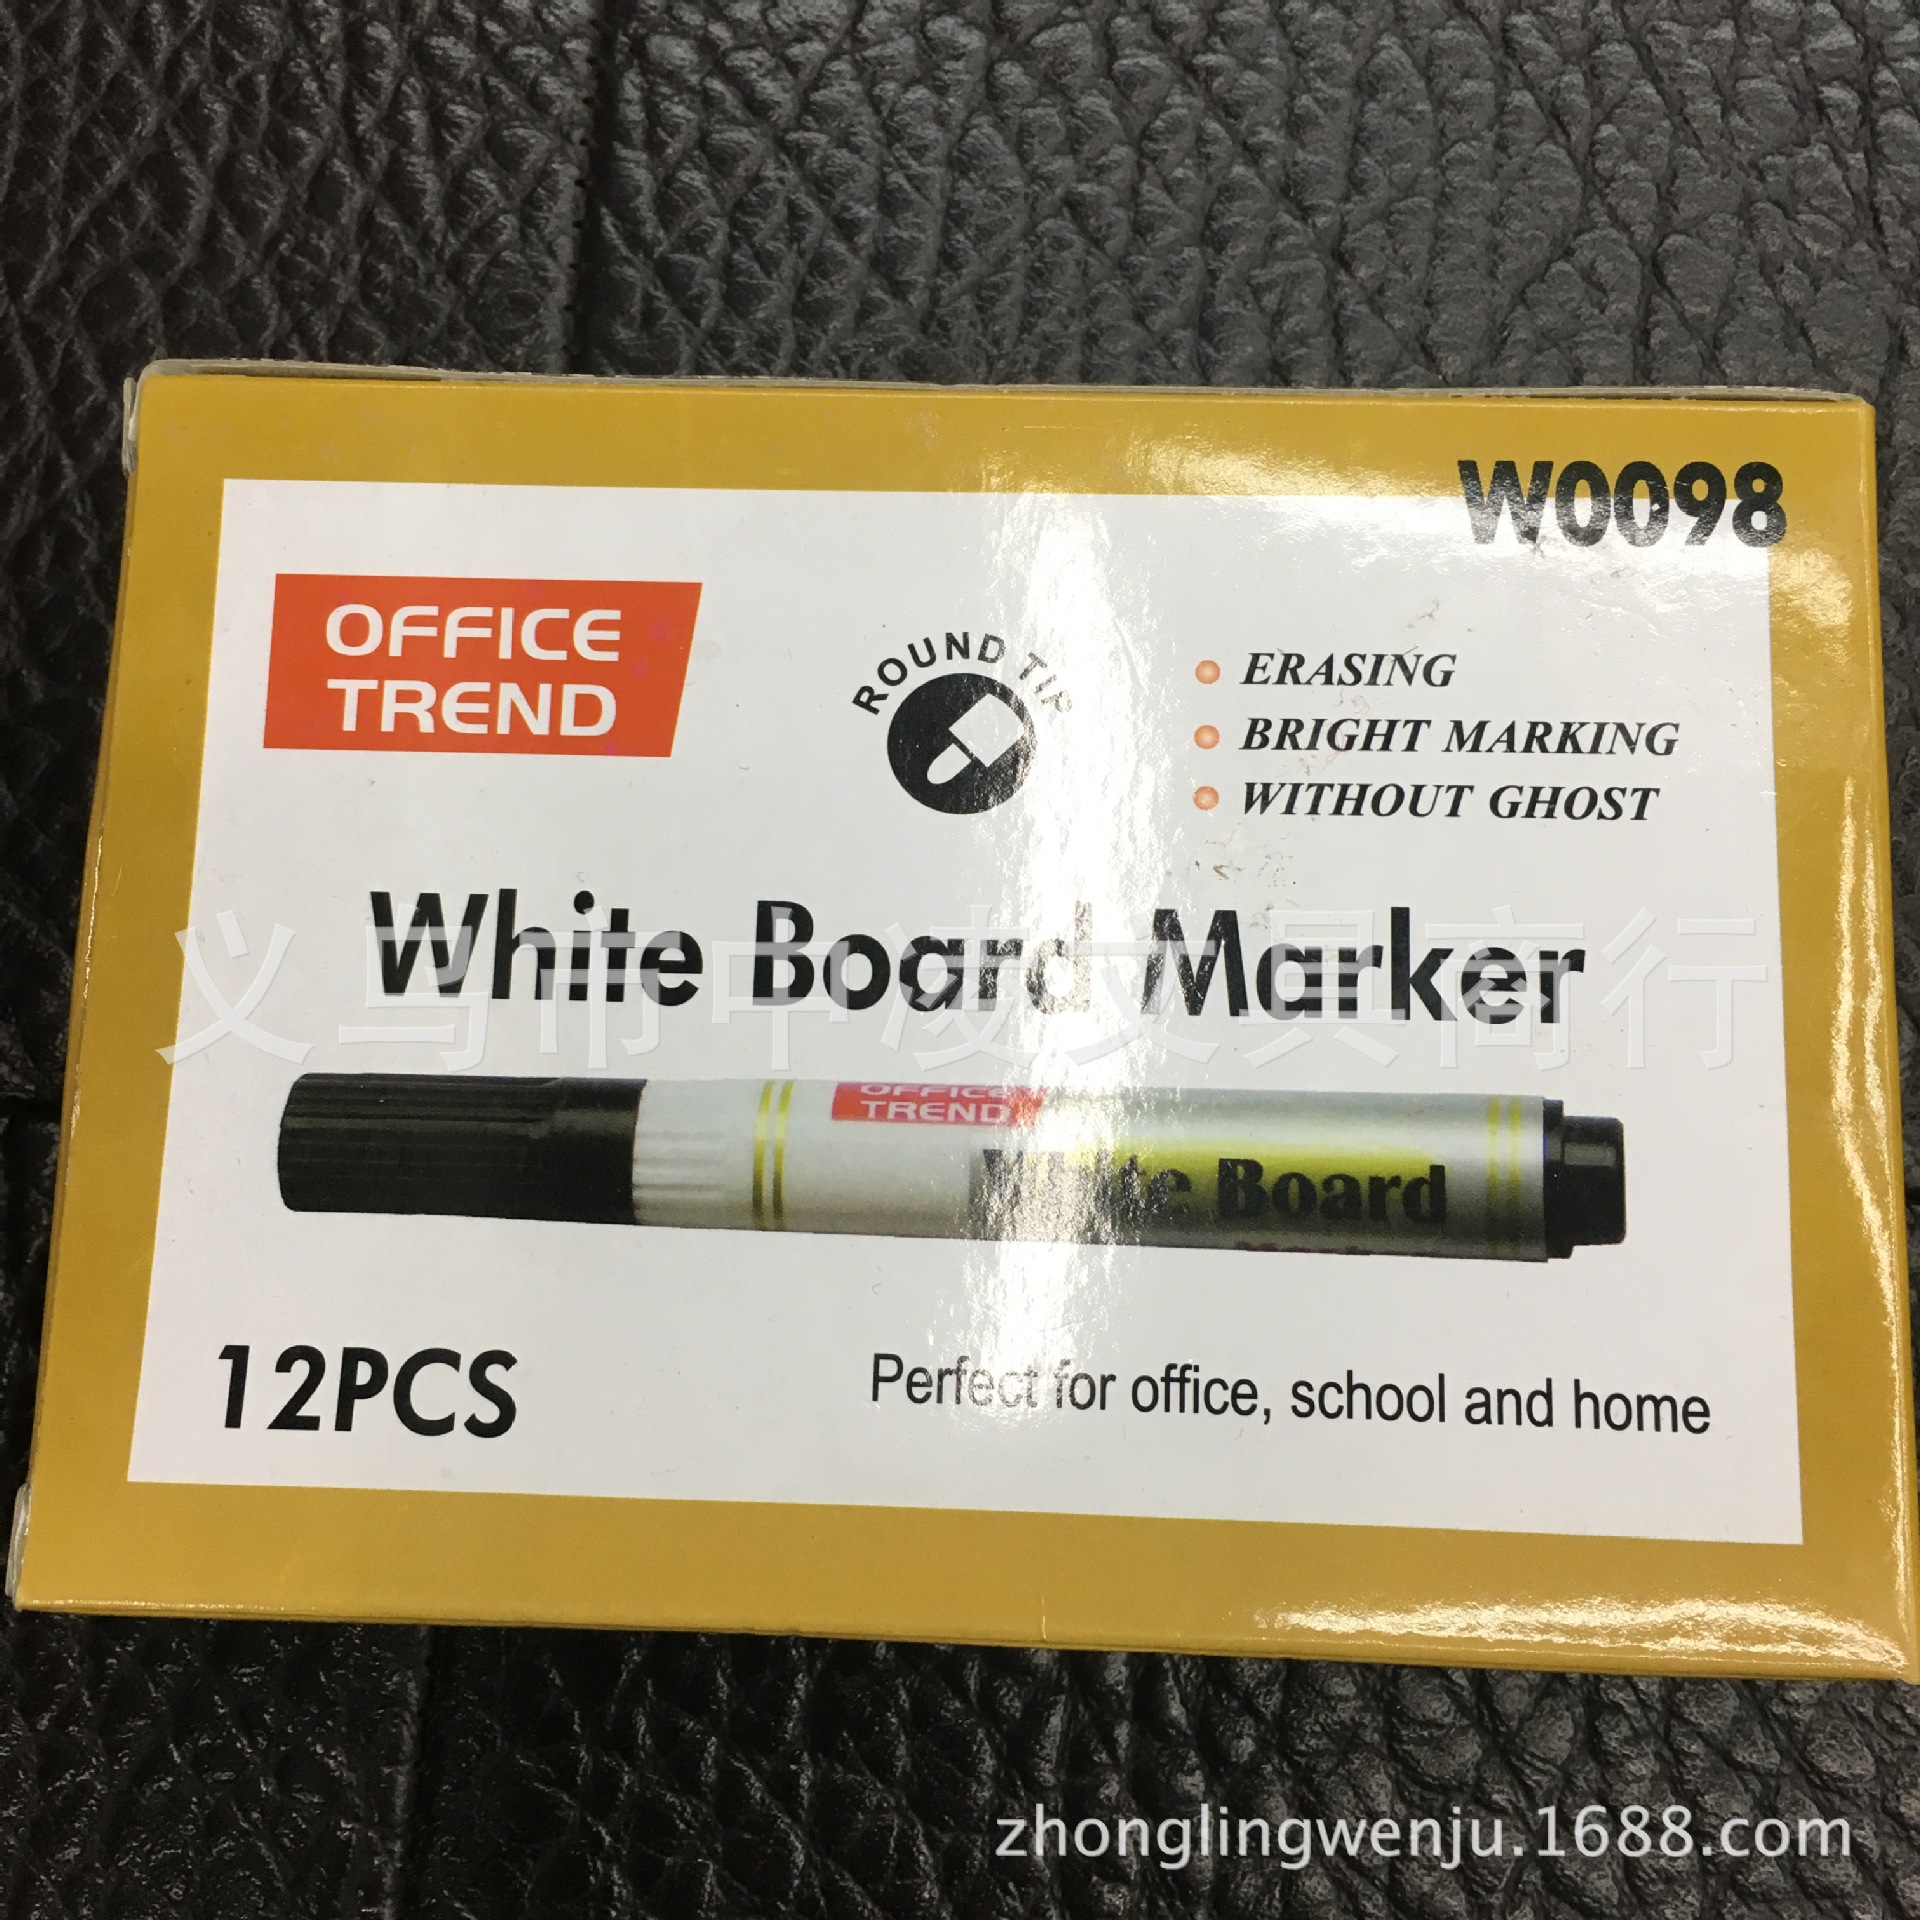 W0098
OFFICE
TREND
ROUND TIP
ERASING
BRIGHT MARKING
WITHOUT GHOST
White Board Marker
义乌市中凌文具商行
OFFICE
TREND
White Board
12PCS
Perfect for office, school and home
zhonglingwenju.1688.com